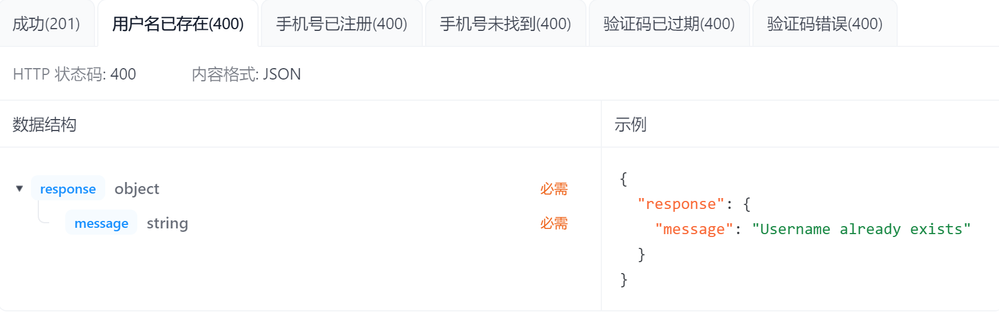 成功(201) 用户名已存在(400) 手机号已注册(400) 手机号未找到(400) 验证码已过期(400) 验证码错误(400)
HTTP 状态码: 400 内容格式: JSON
数据结构 示例
response object 必需
message string 必需
{
"response": {
"message": "Username already exists"
}
}